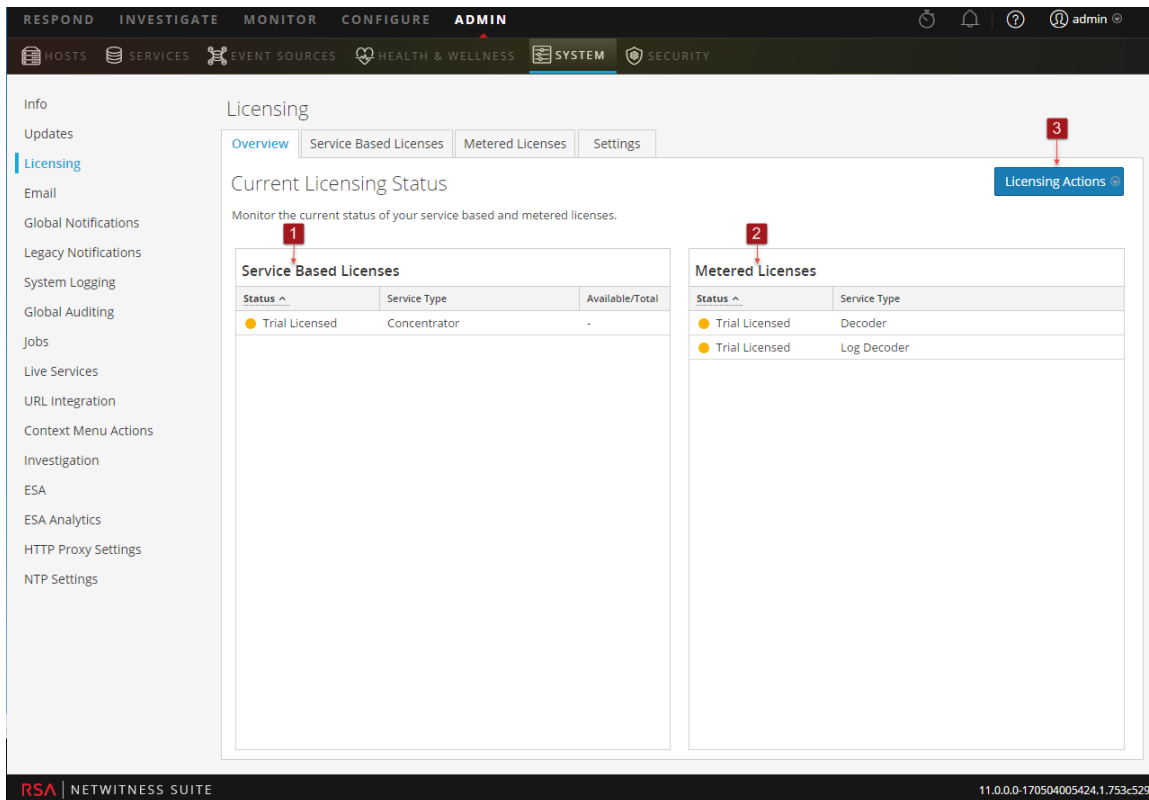 RESPOND INVESTIGATE MONITOR CONFIGURE ADMIN admin
HOSTS SERVICES EVENT SOURCES HEALTH & WELLNESS SYSTEM SECURITY
Info
Updates
Licensing
Email
Global Notifications
Legacy Notifications
System Logging
Global Auditing
Jobs
Live Services
URL Integration
Context Menu Actions
Investigation
ESA
ESA Analytics
HTTP Proxy Settings
NTP Settings
Licensing
Overview Service Based Licenses Metered Licenses Settings
3
Current Licensing Status
Licensing Actions
Monitor the current status of your service based and metered licenses.
1
Service Based Licenses
Status Service Type Available/Total
Trial Licensed Concentrator -
2
Metered Licenses
Status Service Type
Trial Licensed Decoder
Trial Licensed Log Decoder
RSA | NETWITNESS SUITE
11.0.0.0-170504005424.1.753c529